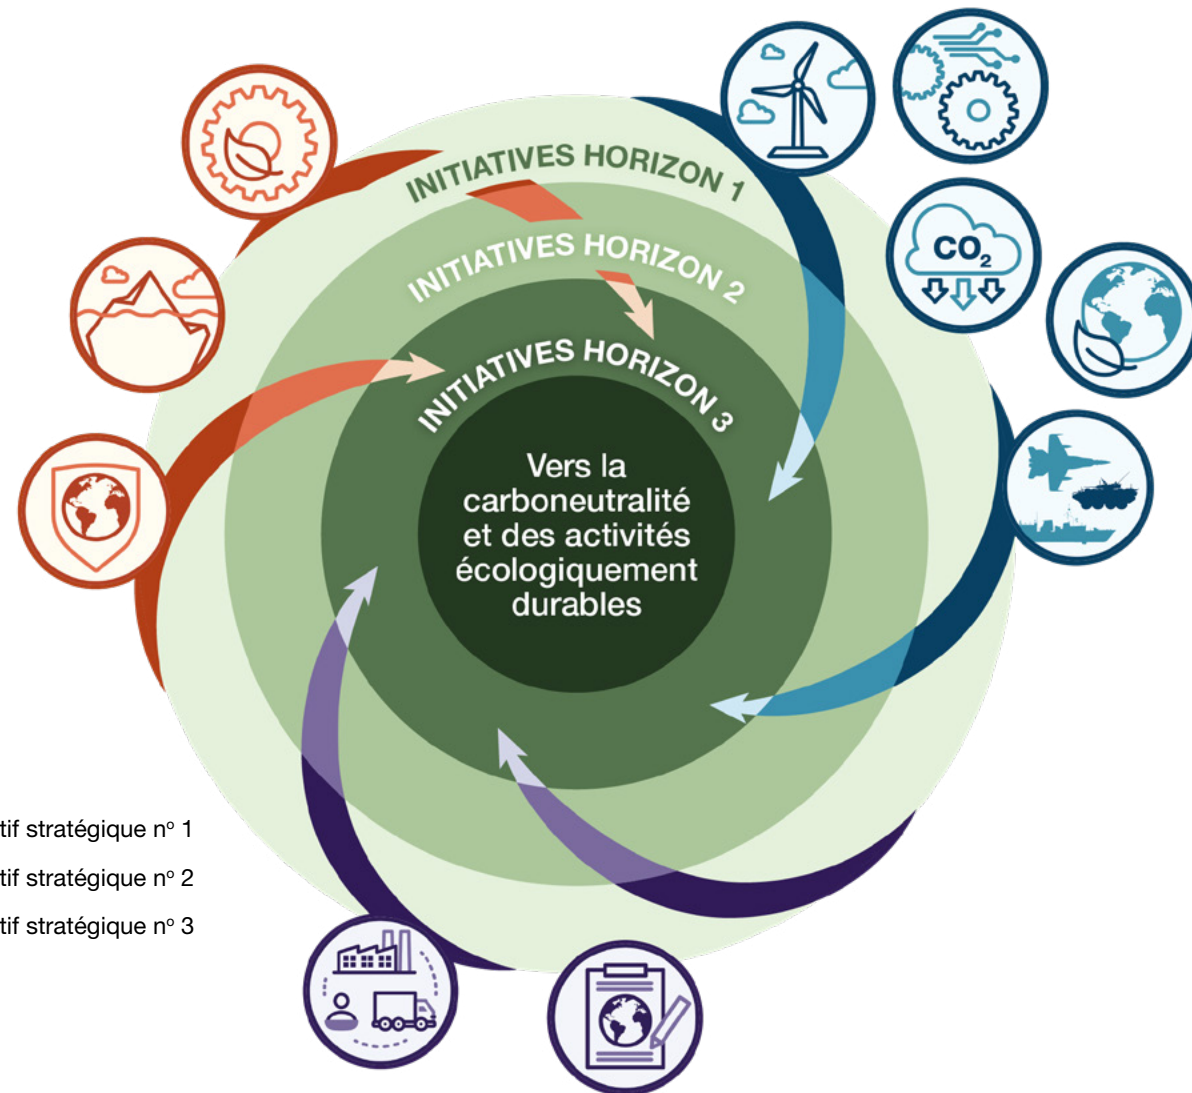 INITIATIVES HORIZON 1
INITIATIVES HORIZON 2
INITIATIVES HORIZON 3
CO₂
Vers la
carboneutralité
et des activités
écologiquement
durables
tif stratégique nº 1
tif stratégique nº 2
tif stratégique nº 3